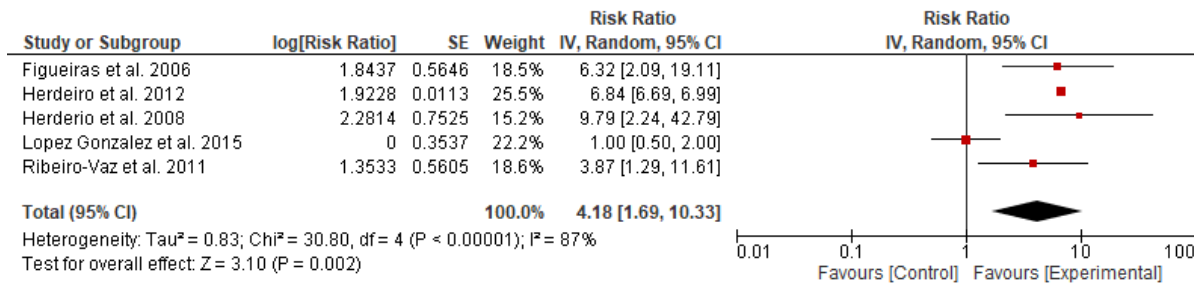 Risk Ratio Risk Ratio
Study or Subgroup log[Risk Ratio] SE Weight IV, Random, 95% CI IV, Random, 95% CI
Figueiras et al. 2006 1.8437 0.5646 18.5% 6.32 [2.09, 19.11]
Herdeiro et al. 2012 1.9228 0.0113 25.5% 6.84 [6.69, 6.99]
Herderio et al. 2008 2.2814 0.7525 15.2% 9.79 [2.24, 42.79]
Lopez Gonzalez et al. 2015 0 0.3537 22.2% 1.00 [0.50, 2.00]
Ribeiro-Vaz et al. 2011 1.3533 0.5605 18.6% 3.87 [1.29, 11.61]
Total (95% CI) 100.0% 4.18 [1.69, 10.33]
Heterogeneity: Tau² = 0.83; Chi² = 30.80, df = 4 (P < 0.00001); I² = 87%
Test for overall effect: Z = 3.10 (P = 0.002)
0.01 0.1 1 10 100
Favours [Control] Favours [Experimental]